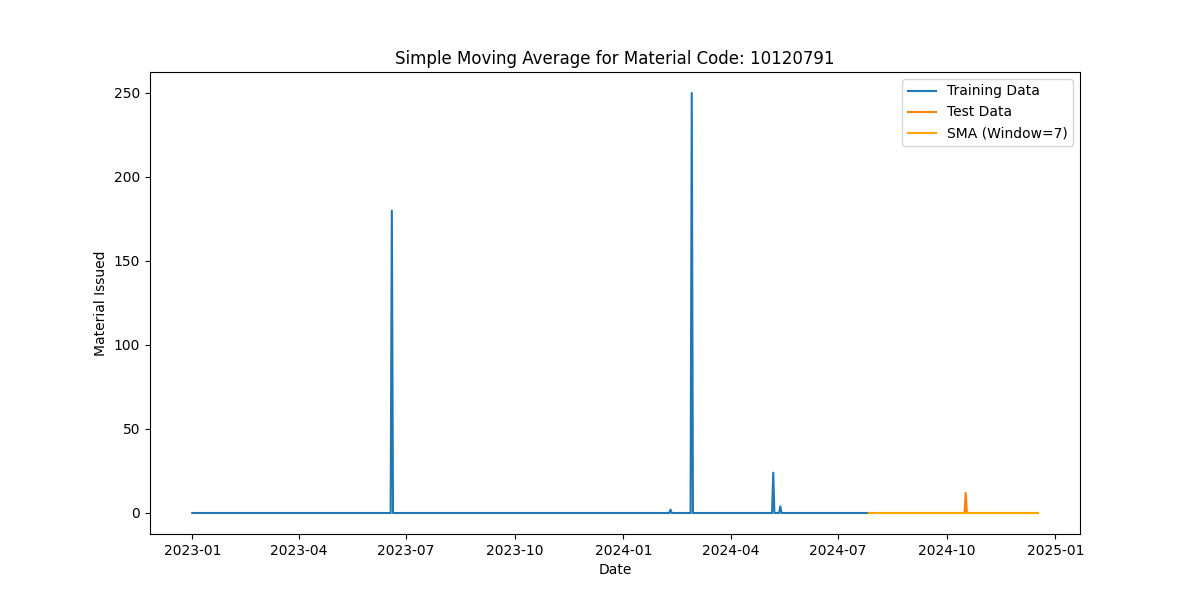 Simple Moving Average for Material Code: 10120791
Training Data
Test Data
SMA (Window=7)
250
200
150
100
50
0
Material Issued
2023-01 2023-04 2023-07 2023-10 2024-01 2024-04 2024-07 2024-10 2025-01
Date